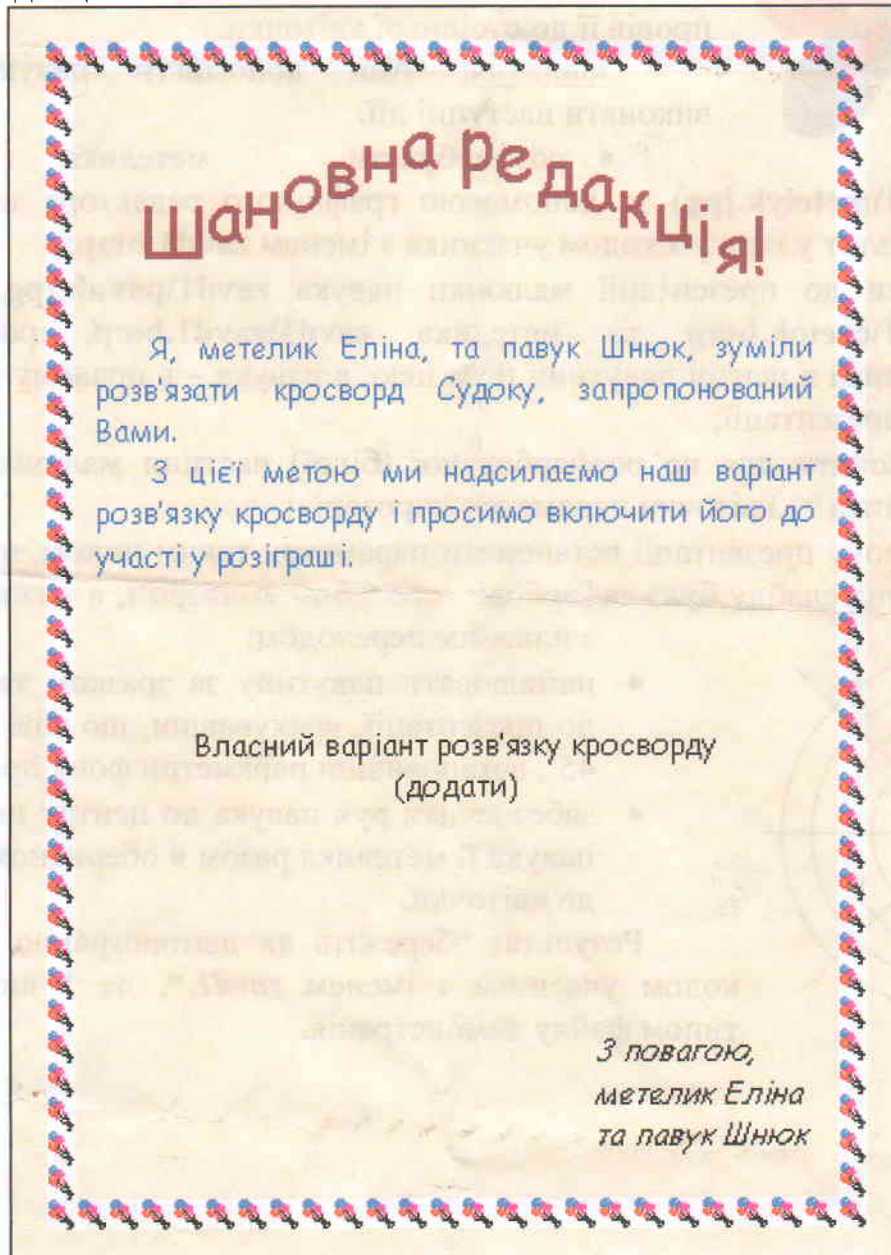 Шановна редакція!
Я, метелик Еліна, та павук Шнюк, зуміли
розв'язати кросворд Судоку, запропонований
Вами.
З цієї метою ми надсилаємо наш варіант
розв'язку кросворду і просимо включити його до
участі у розіграші.
Власний варіант розв'язку кросворду
(додати)
З повагою,
метелик Еліна
та павук Шнюк